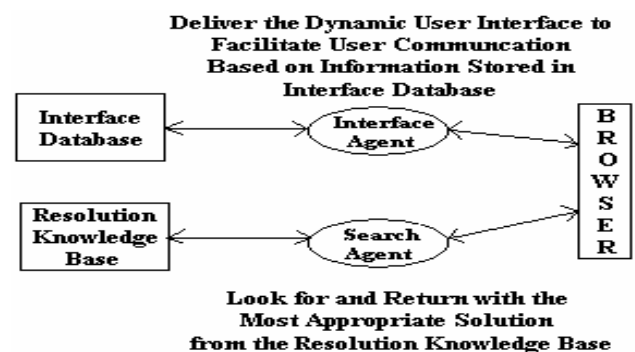 Deliver the Dynamic User Interface to
Facilitate User Communcation
Based on Information Stored in
Interface Database
Interface
Database
Interface
Agent
B
R
O
W
S
E
R
Resolution
Knowledge
Base
Search
Agent
Look for and Return with the
Most Appropriate Solution
from the Resolution Knowledge Base